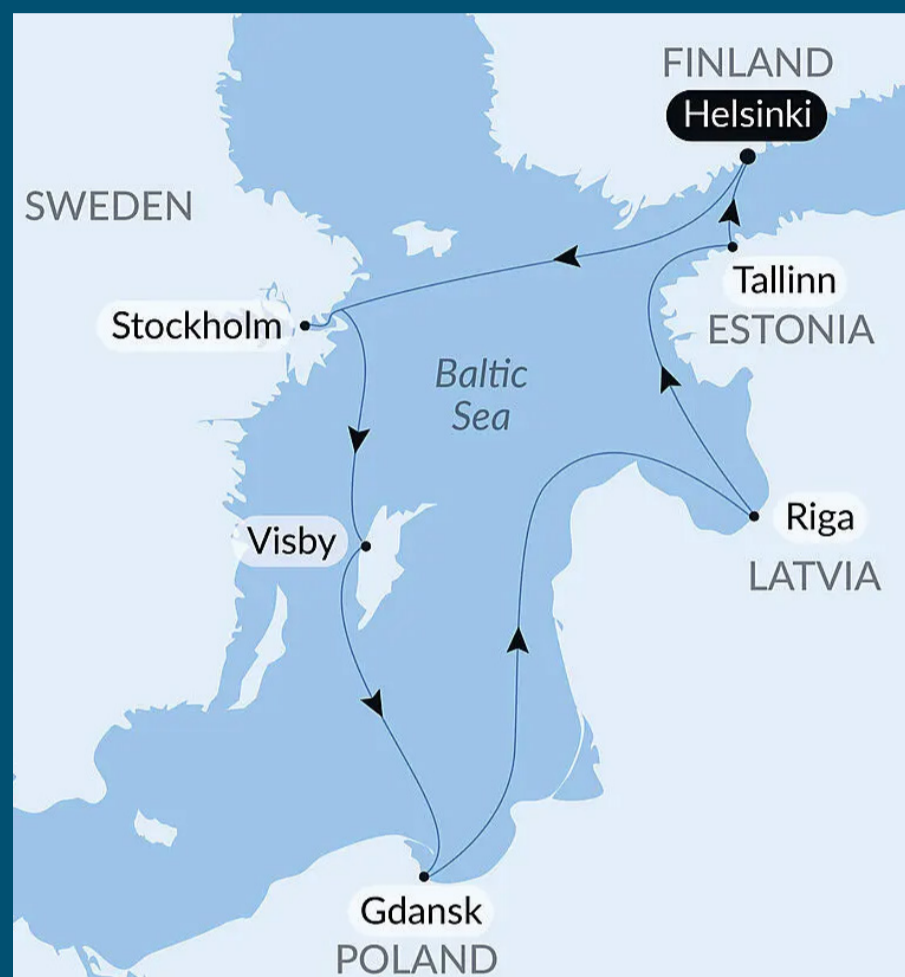 FINLAND
Helsinki
SWEDEN
Tallinn
ESTONIA
Stockholm
Baltic
Sea
Riga
Visby
LATVIA
Gdansk
POLAND